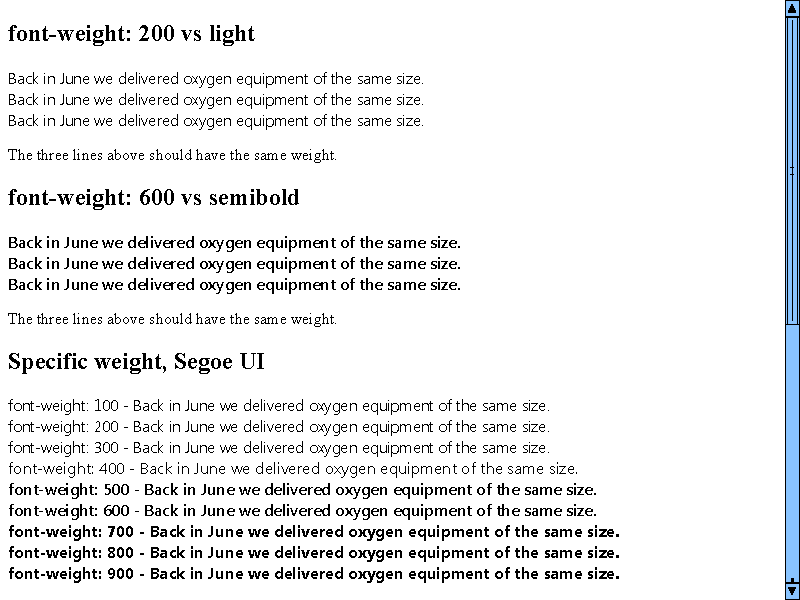 font-weight: 200 vs light
Back in June we delivered oxygen equipment of the same size.
Back in June we delivered oxygen equipment of the same size.
Back in June we delivered oxygen equipment of the same size.
The three lines above should have the same weight.
font-weight: 600 vs semibold
Back in June we delivered oxygen equipment of the same size.
Back in June we delivered oxygen equipment of the same size.
Back in June we delivered oxygen equipment of the same size.
The three lines above should have the same weight.
Specific weight, Segoe UI
font-weight: 100 - Back in June we delivered oxygen equipment of the same size.
font-weight: 200 - Back in June we delivered oxygen equipment of the same size.
font-weight: 300 - Back in June we delivered oxygen equipment of the same size.
font-weight: 400 - Back in June we delivered oxygen equipment of the same size.
font-weight: 500 - Back in June we delivered oxygen equipment of the same size.
font-weight: 600 - Back in June we delivered oxygen equipment of the same size.
font-weight: 700 - Back in June we delivered oxygen equipment of the same size.
font-weight: 800 - Back in June we delivered oxygen equipment of the same size.
font-weight: 900 - Back in June we delivered oxygen equipment of the same size.